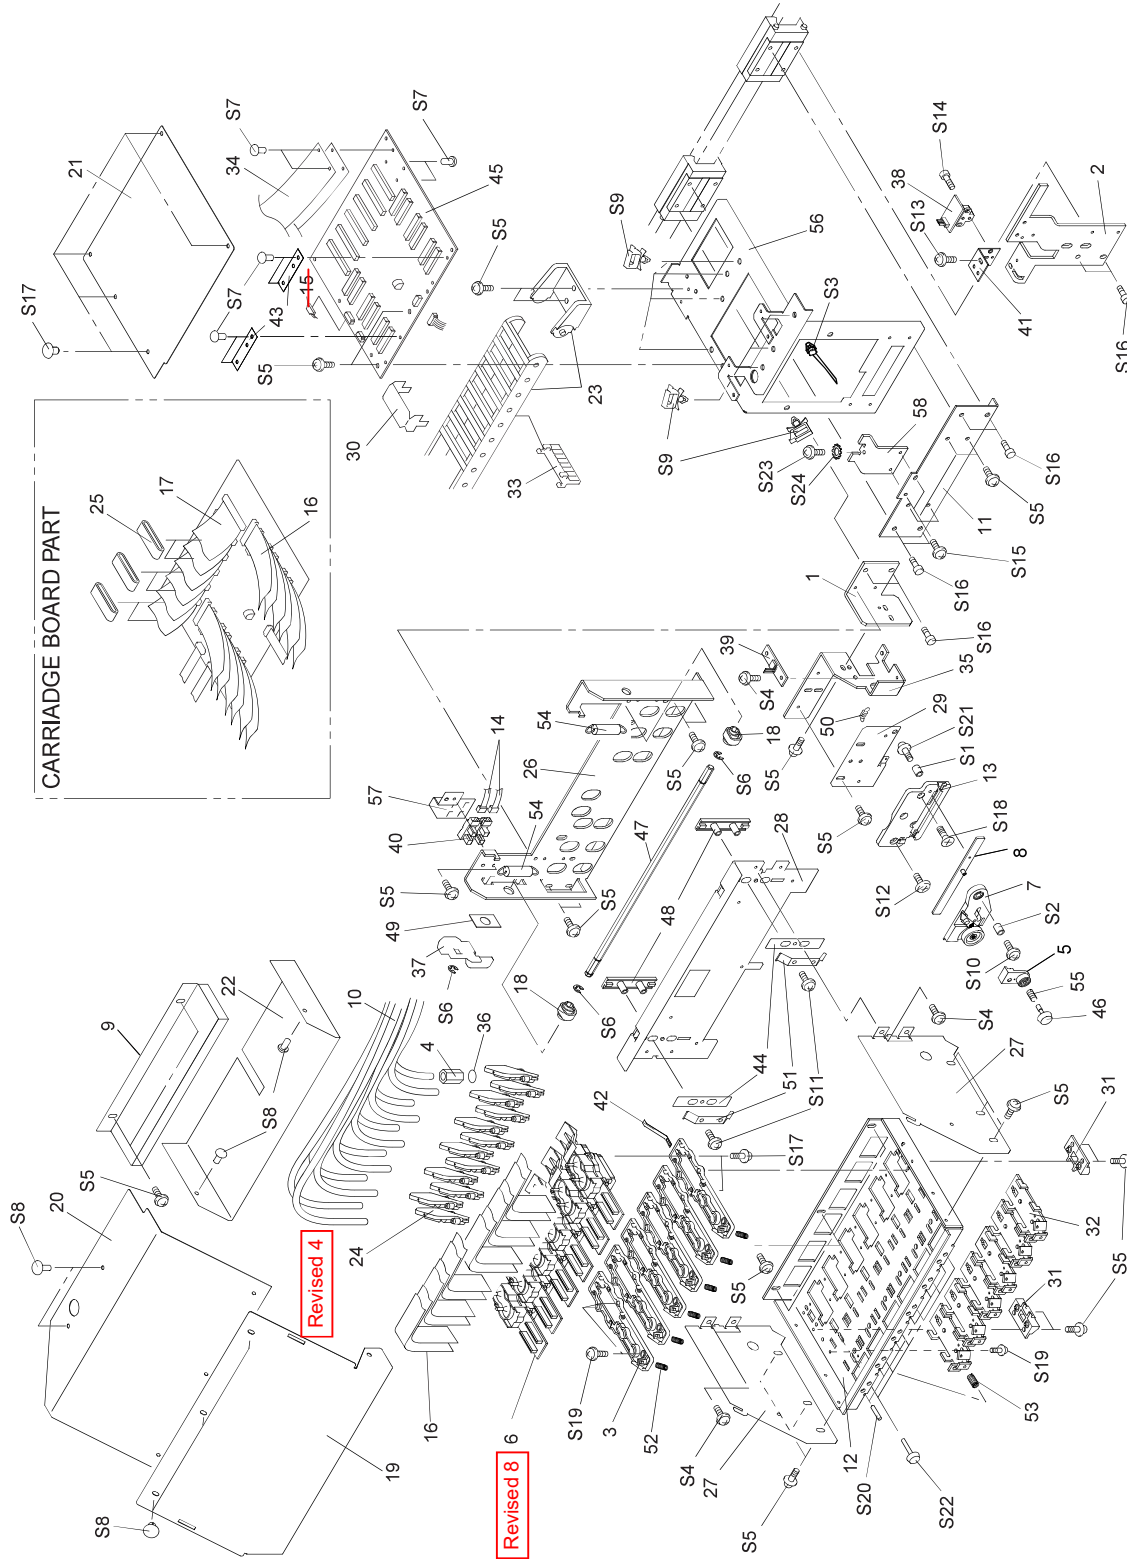 S17
21
S7
34
S7
S7
43
15
S5
45
S5
30
23
33
CARRIADGE BOARD PART
25
17
16
S9
56
S3
S9
S23
S24
58
S14
38
S13
2
41
S16
S16
S5
11
S15
S16
1
S16
39
S4
35
50
29
S21
S1
13
S18
8
7
S2
S12
S10
5
55
46
S5
S5
18
S6
S5
14
54
26
57
40
54
S5
49
S5
47
28
48
37
S6
18
S6
10
36
4
44
51
S11
42
S17
S4
27
S5
31
32
S5
31
S19
53
S20
S22
12
S5
9
22
S8
S8
S5
20
S8
19
24
Revised 4
16
6
Revised 8
S19
3
52
S4
27
S5